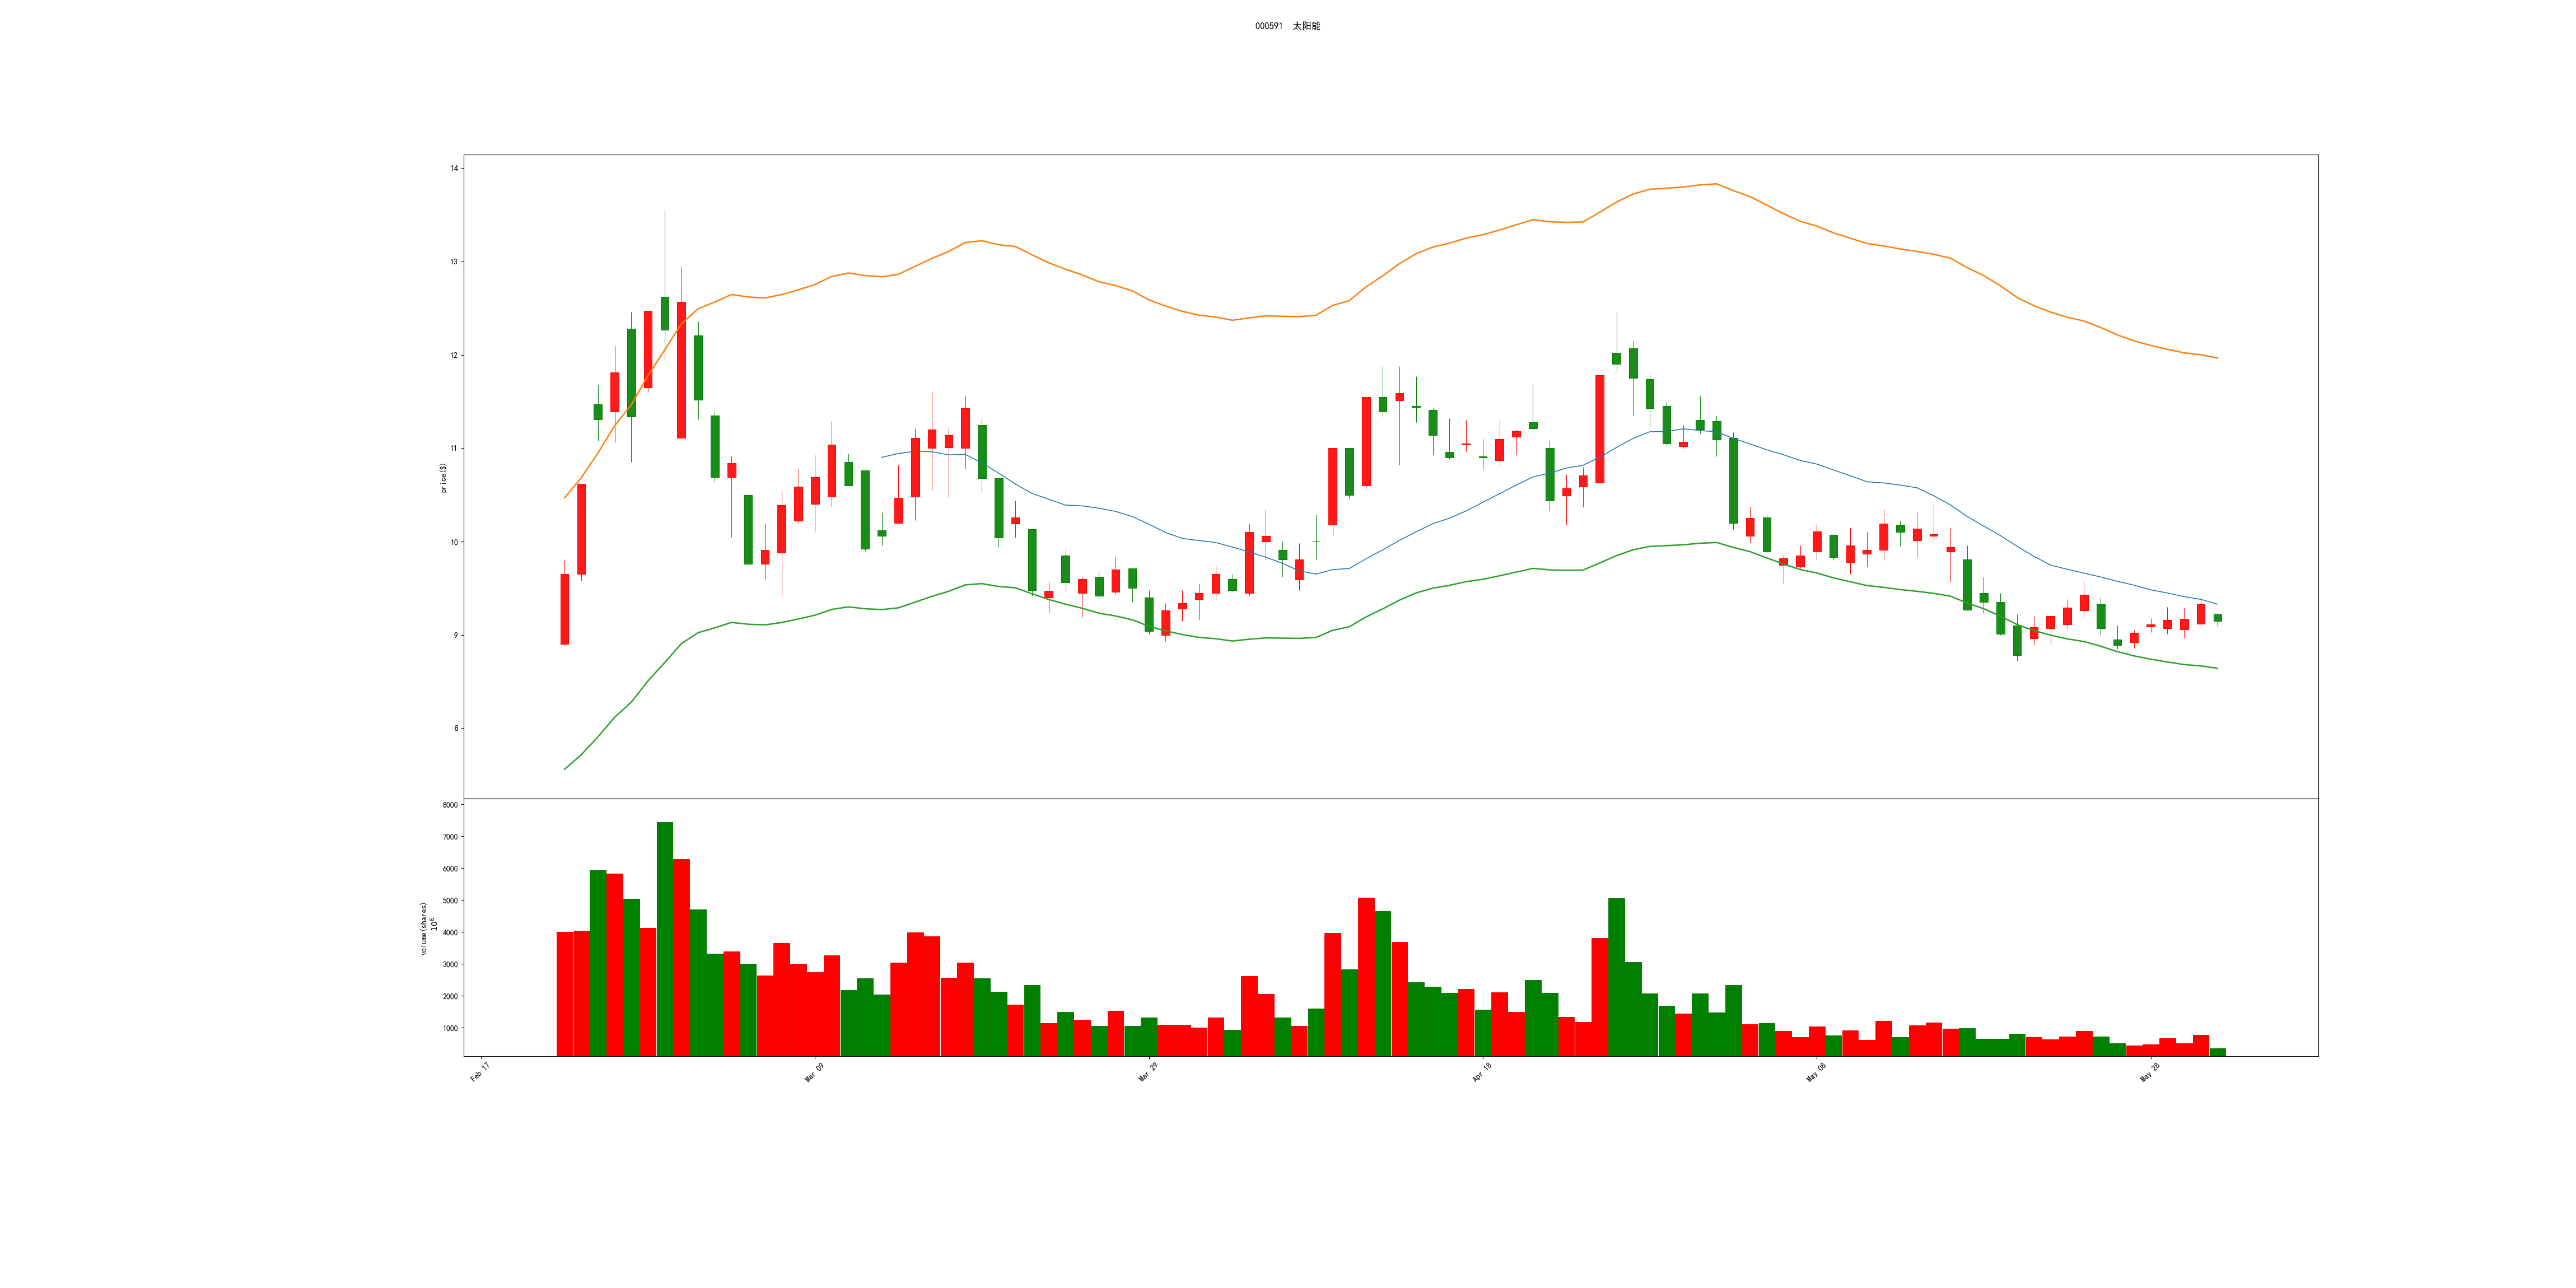 000591 太阳能
14
13
12
11
10
9
8
price($)
8000
7000
6000
5000
4000
3000
2000
1000
volume(shares)
10⁶
Feb 17
Mar 09
Mar 29
Apr 18
May 08
May 28